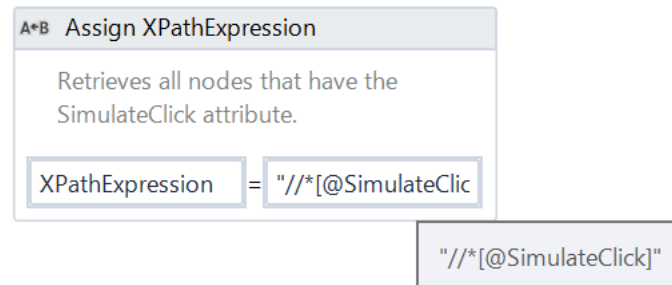 A←B Assign XPathExpression
Retrieves all nodes that have the
SimulateClick attribute.
XPathExpression = "//*[@SimulateClic
"//*[@SimulateClick]"